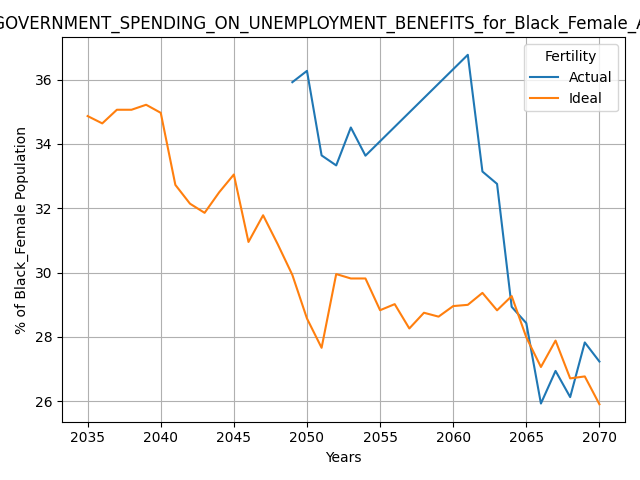 GOVERNMENT_SPENDING_ON_UNEMPLOYMENT_BENEFITS_for_Black_Female_A
Fertility
Actual
Ideal
% of Black_Female Population
36
34
32
30
28
26
2035
2040
2045
2050
2055
2060
2065
2070
Years